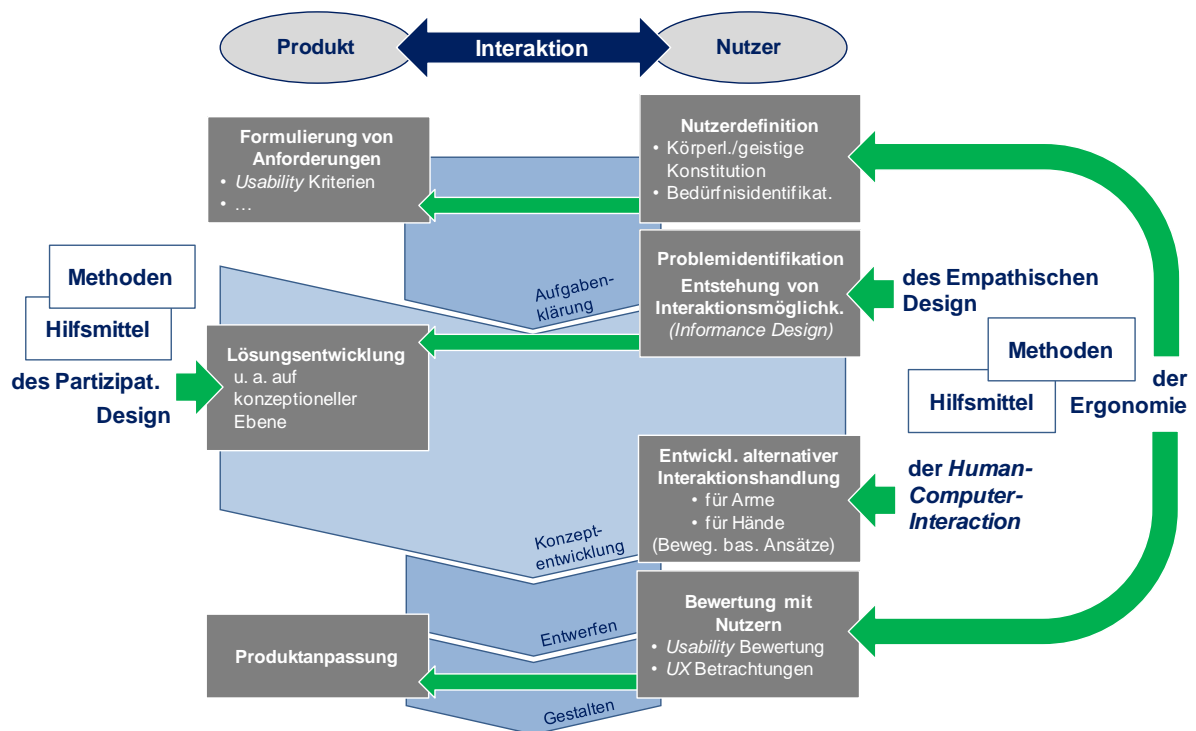 Produkt
Interaktion
Nutzer
Formulierung von
Anforderungen
• Usability Kriterien
• …
Nutzerdefinition
• Körperl./geistige
Konstitution
• Bedürfnisidentifikat.
Aufgaben-
klärung
Problemidentifikation
Entstehung von
Interaktionsmöglichk.
(Informance Design)
des Empathischen
Design
Methoden
Hilfsmittel
des Partizipat.
Design
Lösungsentwicklung
u. a. auf
konzeptioneller
Ebene
Methoden
Hilfsmittel
der
Ergonomie
Konzept-
entwicklung
Entwickl. alternativer
Interaktionshandlung
• für Arme
• für Hände
(Beweg. bas. Ansätze)
der Human-
Computer-
Interaction
Entwerfen
Bewertung mit
Nutzern
• Usability Bewertung
• UX Betrachtungen
Produktanpassung
Gestalten